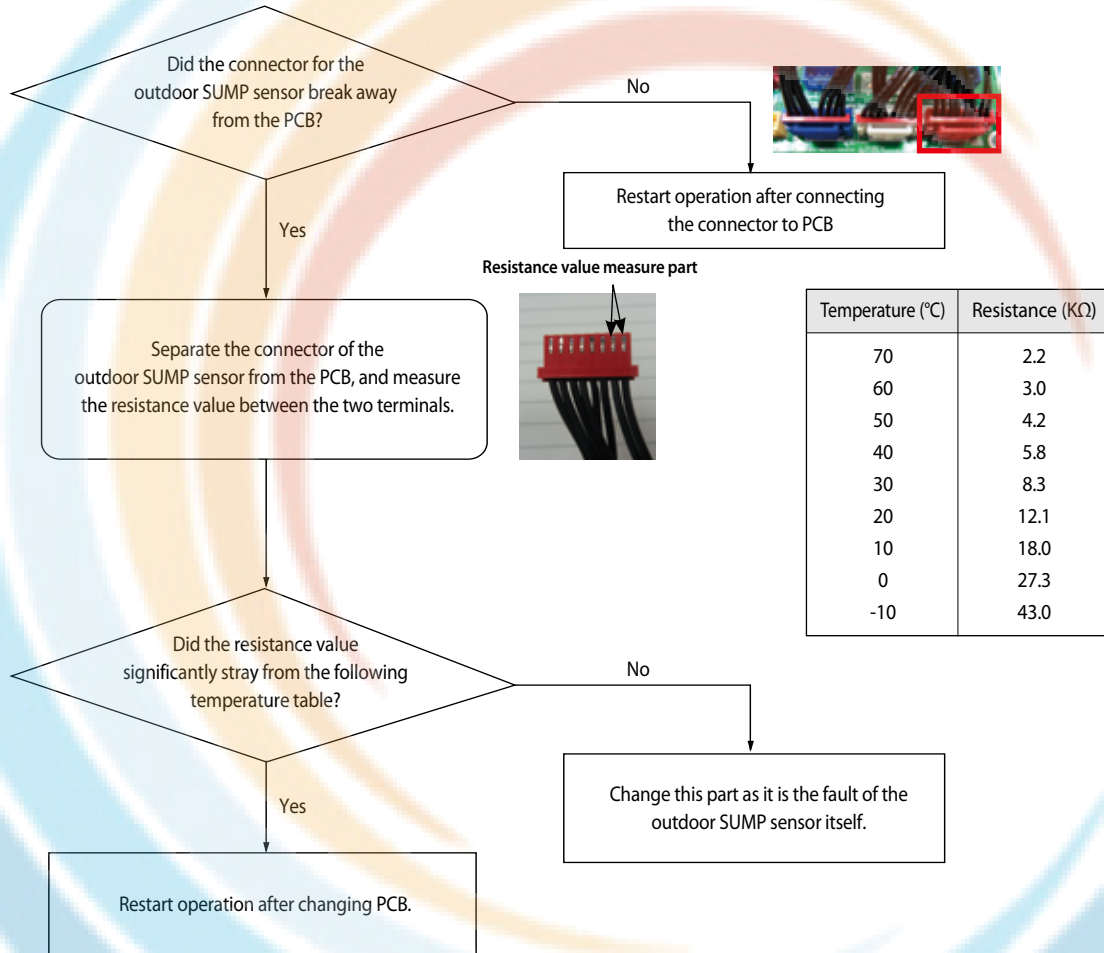 Did the connector for the
outdoor SUMP sensor break away
from the PCB?
No
Restart operation after connecting
the connector to PCB
Yes
Resistance value measure part
Separate the connector of the
outdoor SUMP sensor from the PCB, and measure
the resistance value between the two terminals.
Temperature (℃) Resistance (KΩ)
70 2.2
60 3.0
50 4.2
40 5.8
30 8.3
20 12.1
10 18.0
0 27.3
-10 43.0
Did the resistance value
significantly stray from the following
temperature table?
No
Change this part as it is the fault of the
outdoor SUMP sensor itself.
Yes
Restart operation after changing PCB.